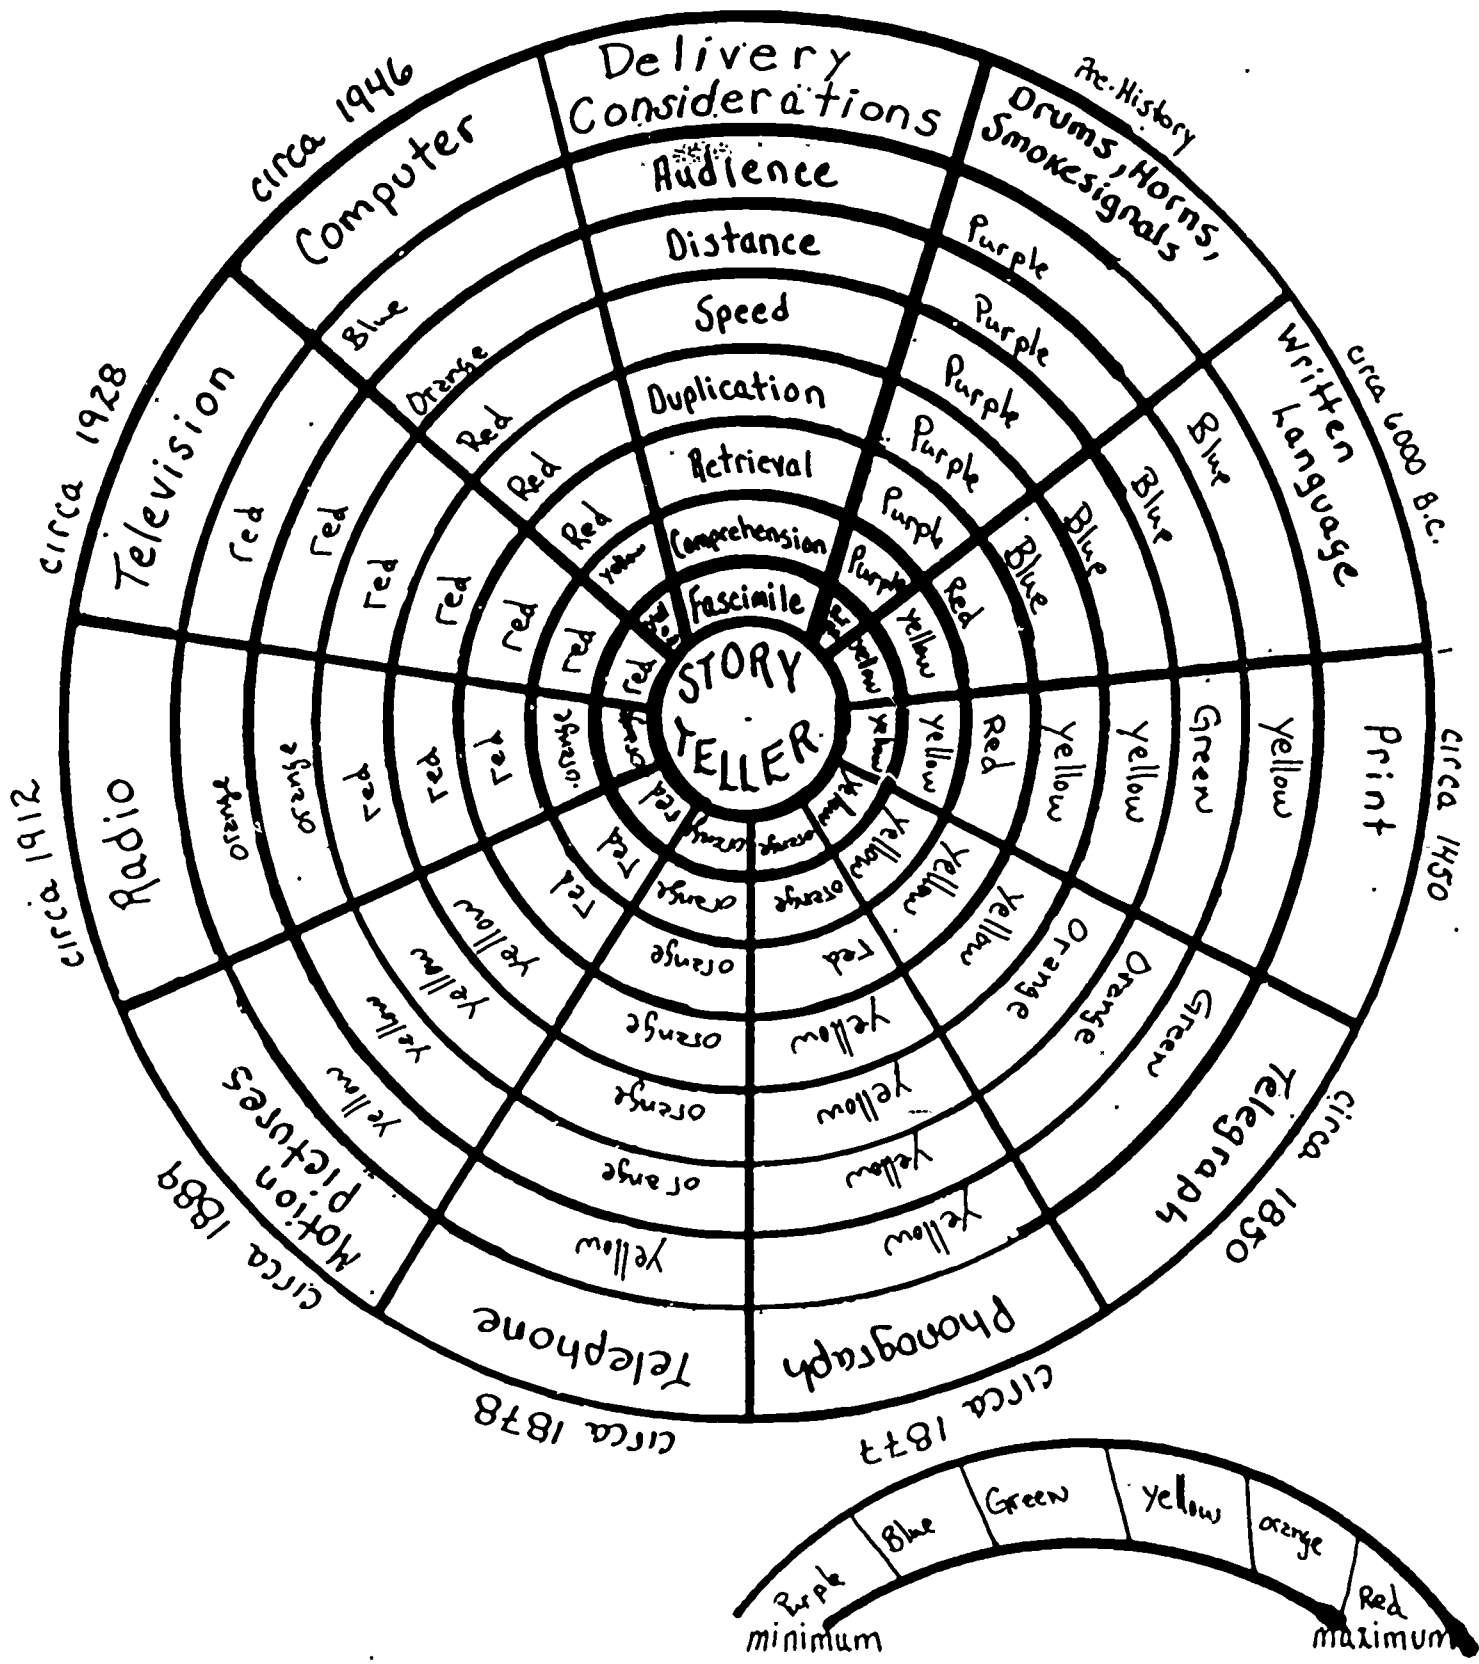 Delivery
Considerations
Audience
Distance
Speed
Duplication
Retrieval
Comprehension
Fascimile
STORY
TELLER
Pre-History
Drums, Horns,
Smokesignals
Purple
Purple
Purple
Purple
Purple
Purple
circa 6000 B.C.
Written
Language
Blue
Blue
Blue
Blue
Red
yellow
yellow
circa 1450
Print
yellow
Green
yellow
yellow
Red
yellow
yellow
circa 1850
Telegraph
Green
Orange
Orange
yellow
yellow
yellow
yellow
circa 1877
Phonograph
yellow
yellow
yellow
yellow
red
orange
orange
circa 1878
Telephone
yellow
orange
orange
orange
orange
orange
orange
circa 1889
Motion
pictures
yellow
yellow
yellow
yellow
red
red
red
circa 1912
Radio
orange
orange
red
red
red
orange
orange
circa 1928
Television
red
red
red
red
red
red
red
circa 1946
Computer
Blue
Orange
Red
Red
Red
yellow
Purple
Blue
Green
yellow
orange
Red
minimum
maximum